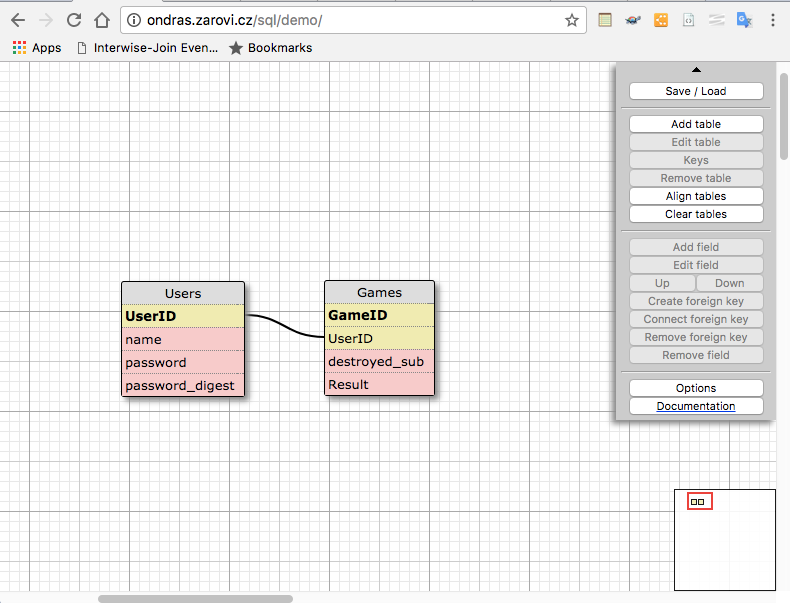 ondras.zarovi.cz/sql/demo/
Apps Interwise-Join Even... Bookmarks
Save / Load
Add table
Edit table
Keys
Remove table
Align tables
Clear tables
Add field
Edit field
Up Down
Create foreign key
Connect foreign key
Remove foreign key
Remove field
Options
Documentation
Users
UserID
name
password
password_digest
Games
GameID
UserID
destroyed_sub
Result